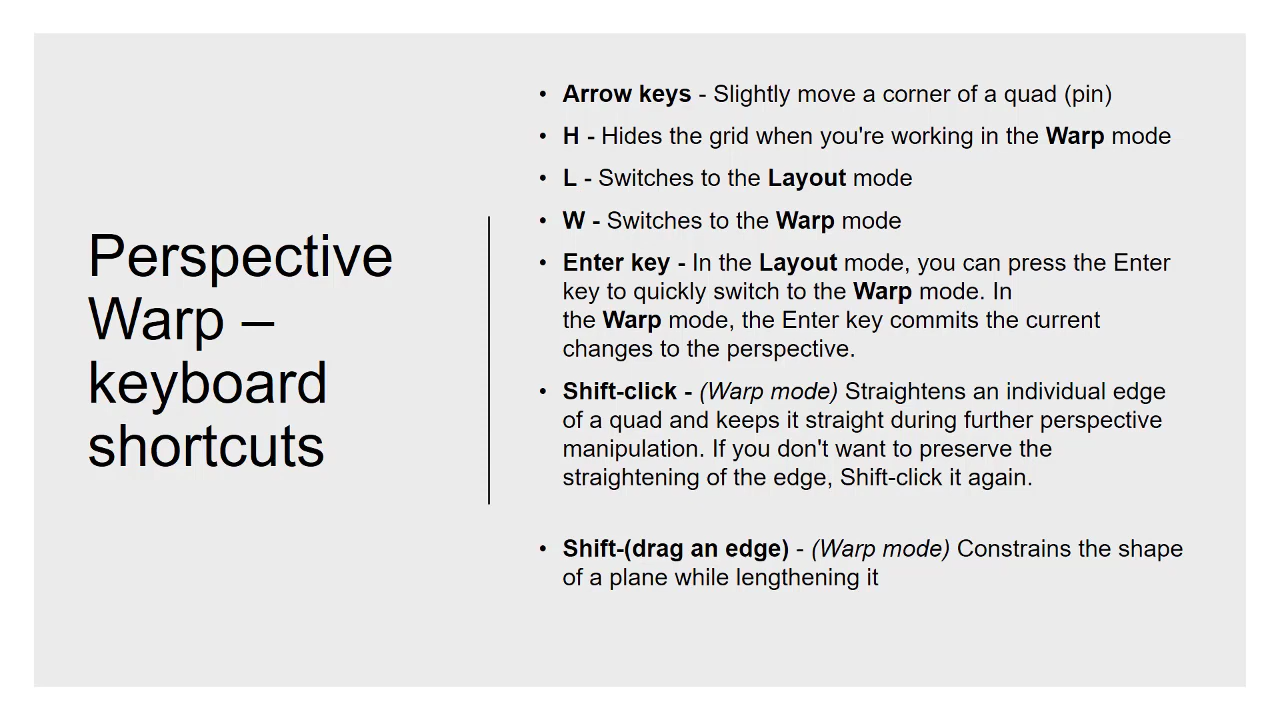 Perspective
Warp –
keyboard
shortcuts
• Arrow keys - Slightly move a corner of a quad (pin)
• H - Hides the grid when you're working in the Warp mode
• L - Switches to the Layout mode
• W - Switches to the Warp mode
• Enter key - In the Layout mode, you can press the Enter
key to quickly switch to the Warp mode. In
the Warp mode, the Enter key commits the current
changes to the perspective.
• Shift-click - (Warp mode) Straightens an individual edge
of a quad and keeps it straight during further perspective
manipulation. If you don't want to preserve the
straightening of the edge, Shift-click it again.
• Shift-(drag an edge) - (Warp mode) Constrains the shape
of a plane while lengthening it